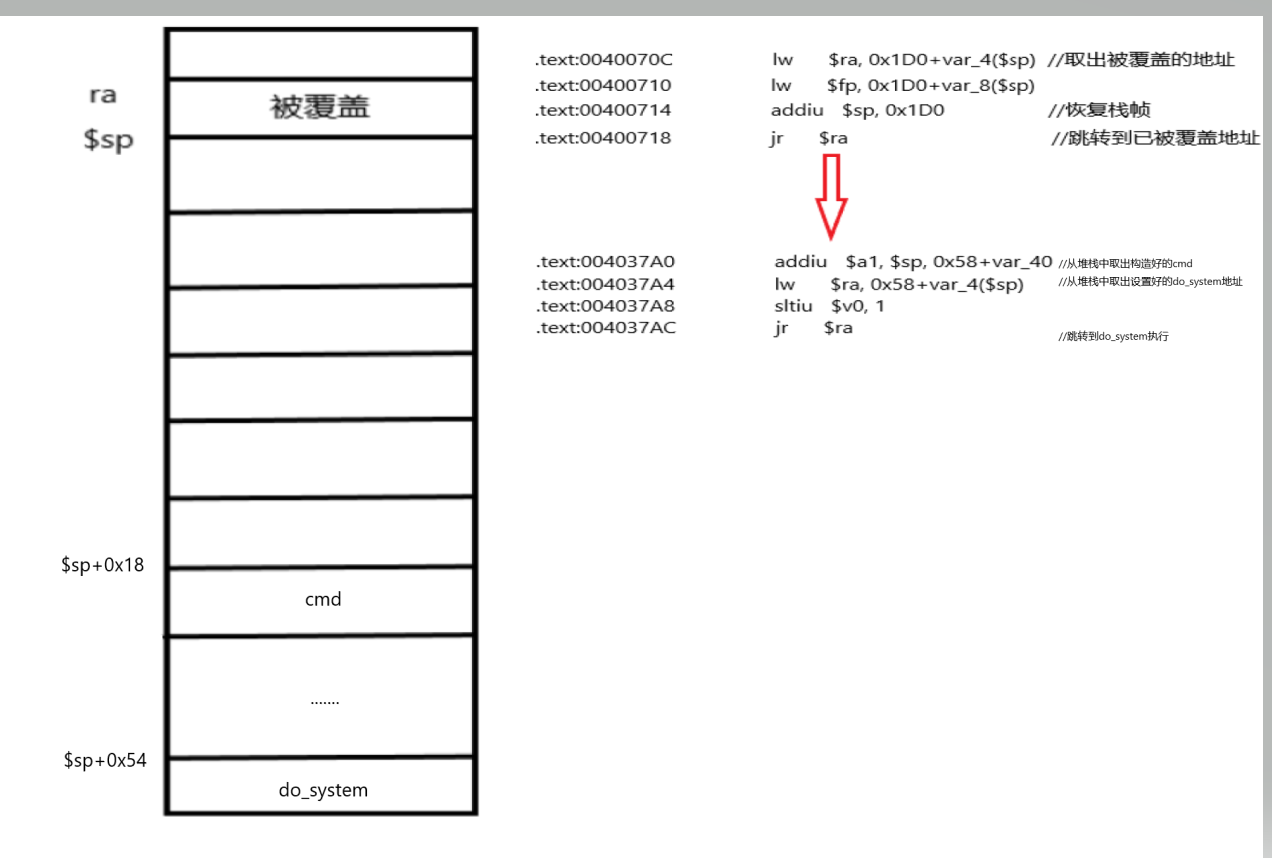 ra
被覆盖
$sp
$sp+0x18
cmd
.......
$sp+0x54
do_system
.text:0040070C lw $ra, 0x1D0+var_4($sp) //取出被覆盖的地址
.text:00400710 lw $fp, 0x1D0+var_8($sp)
.text:00400714 addiu $sp, 0x1D0 //恢复栈帧
.text:00400718 jr $ra //跳转到已被覆盖地址
.text:004037A0 addiu $a1, $sp, 0x58+var_40 //从堆栈中取出构造好的cmd
.text:004037A4 lw $ra, 0x58+var_4($sp) //从堆栈中取出设置好的do_system地址
.text:004037A8 sltiu $v0, 1
.text:004037AC jr $ra //跳转到do_system执行